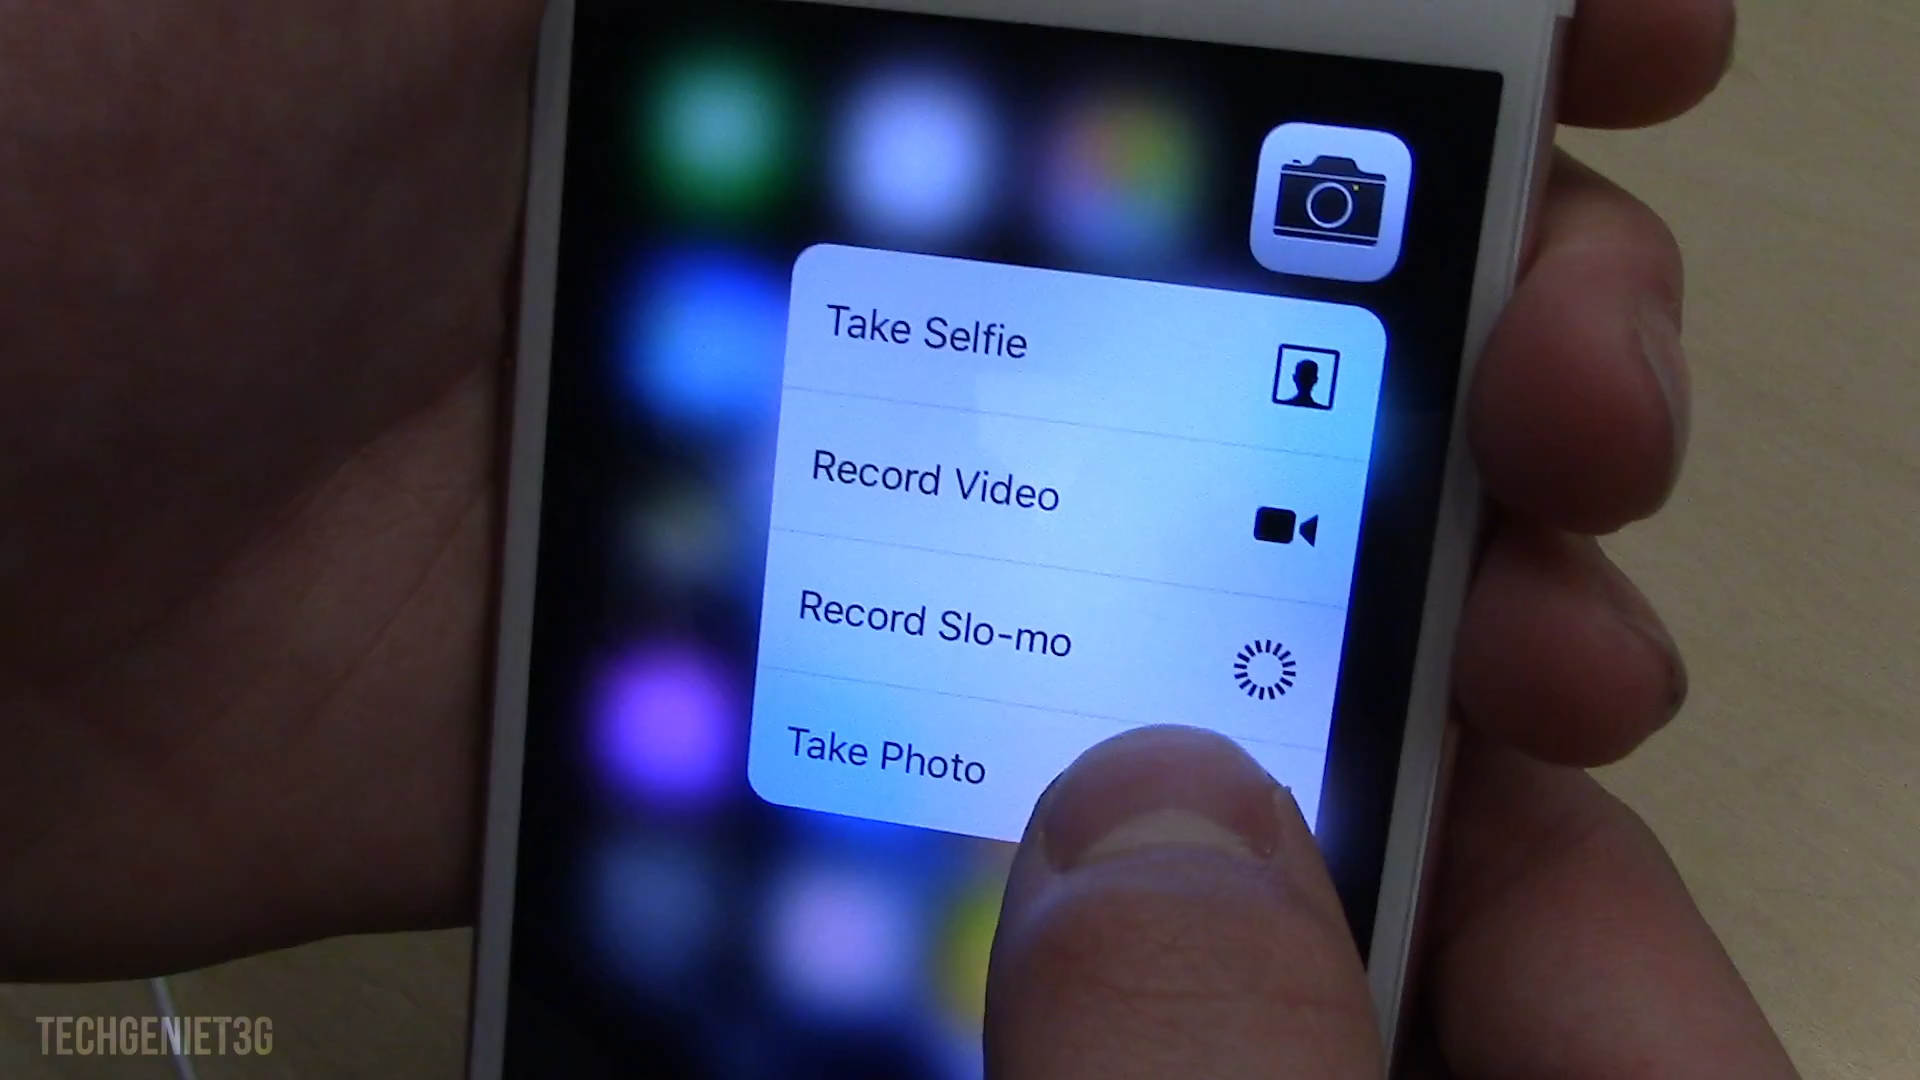 Take Selfie
Record Video
Record Slo-mo
Take Photo
TECHGENIET3G